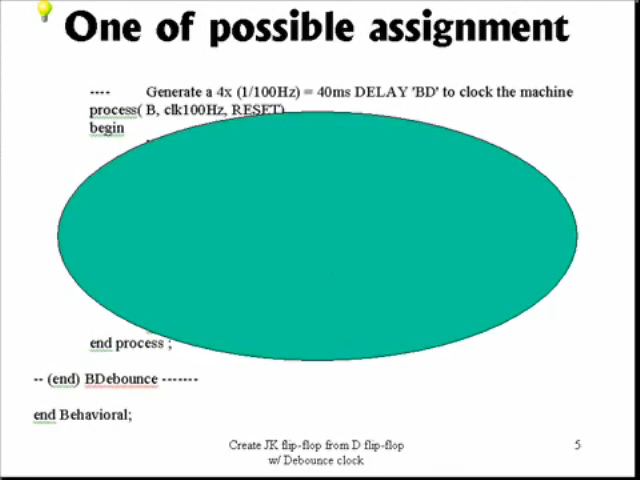 One of possible assignment
---- Generate a 4x (1/100Hz) = 40ms DELAY 'BD' to clock the machine
process( B, clk100Hz, RESET)
begin
end process ;
-- (end) BDebounce -------
end Behavioral;
Create JK flip-flop from D flip-flop
w/ Debounce clock
5